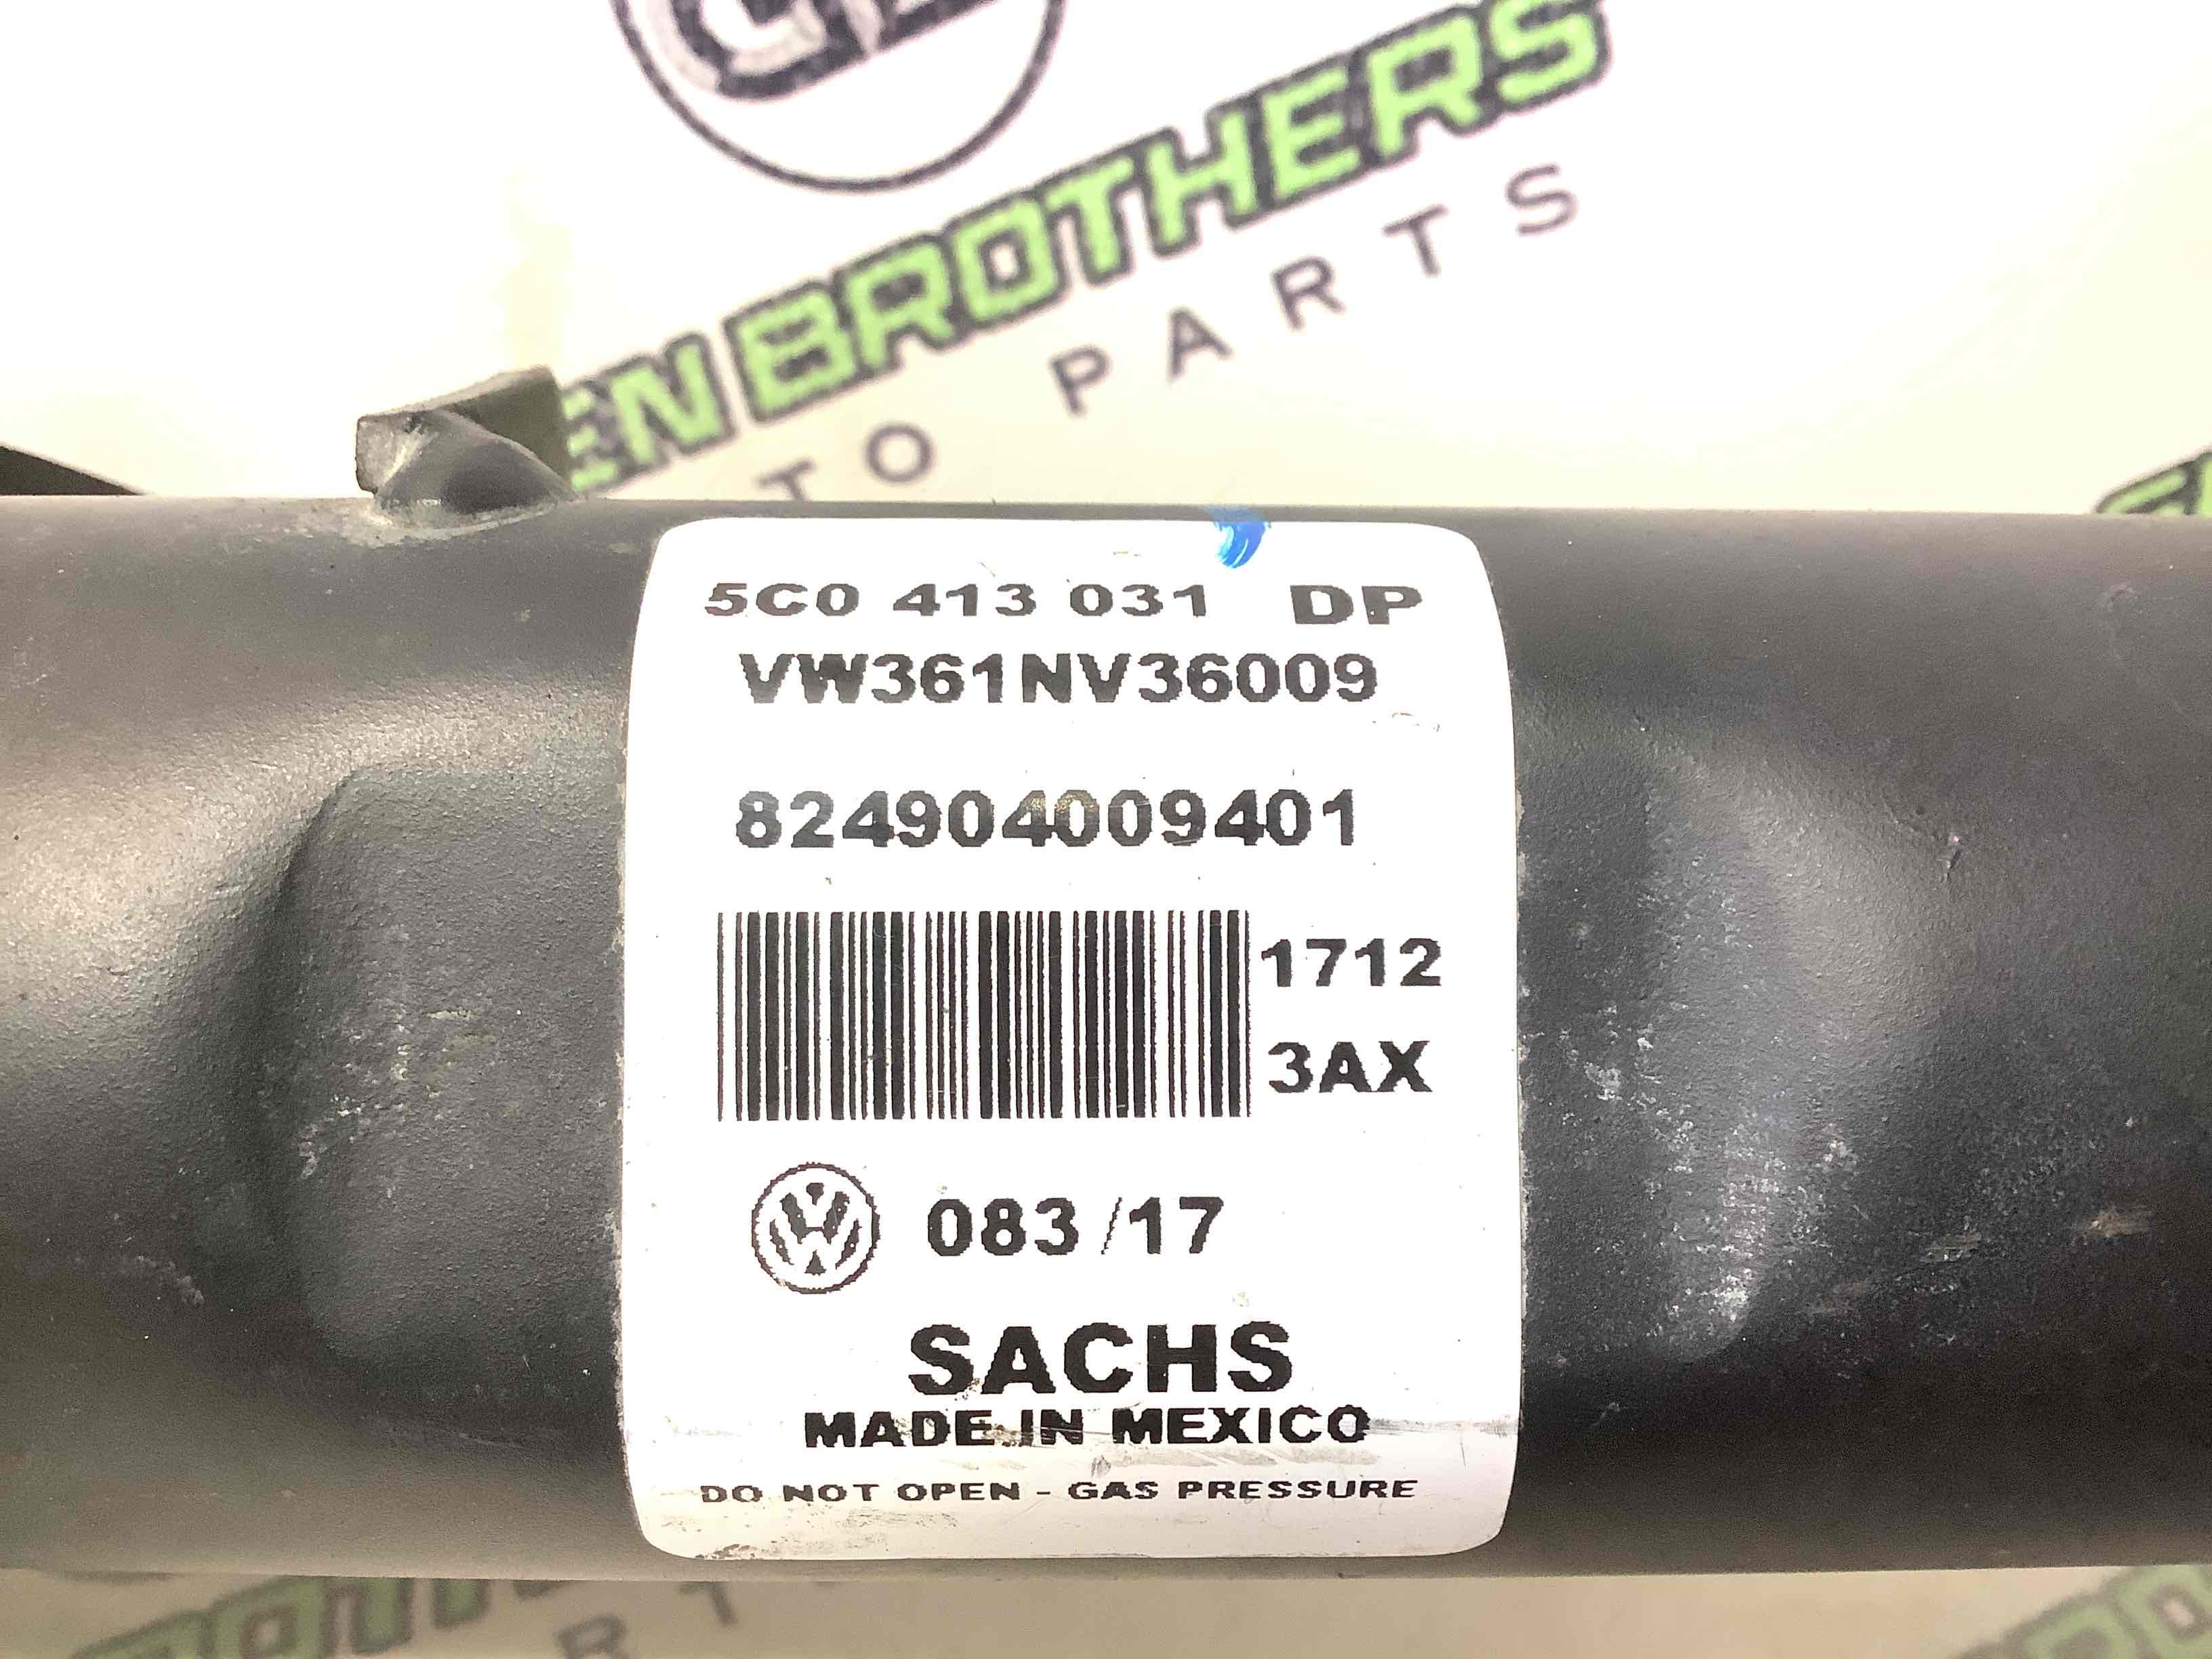 EN BROTHERS
TO PARTS
5C0 413 031 DP
VW361NV36009
824904009401
1712
3AX
083 /17
SACHS
MADE IN MEXICO
DO NOT OPEN - GAS PRESSURE